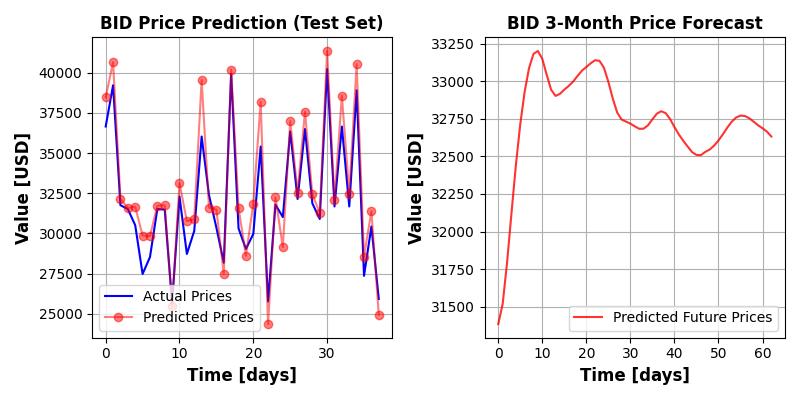 BID Price Prediction (Test Set)
Value [USD]
40000
37500
35000
32500
30000
27500
25000
Actual Prices
Predicted Prices
0
10
20
30
Time [days]
BID 3-Month Price Forecast
Value [USD]
33250
33000
32750
32500
32250
32000
31750
31500
Predicted Future Prices
0
10
20
30
40
50
60
Time [days]